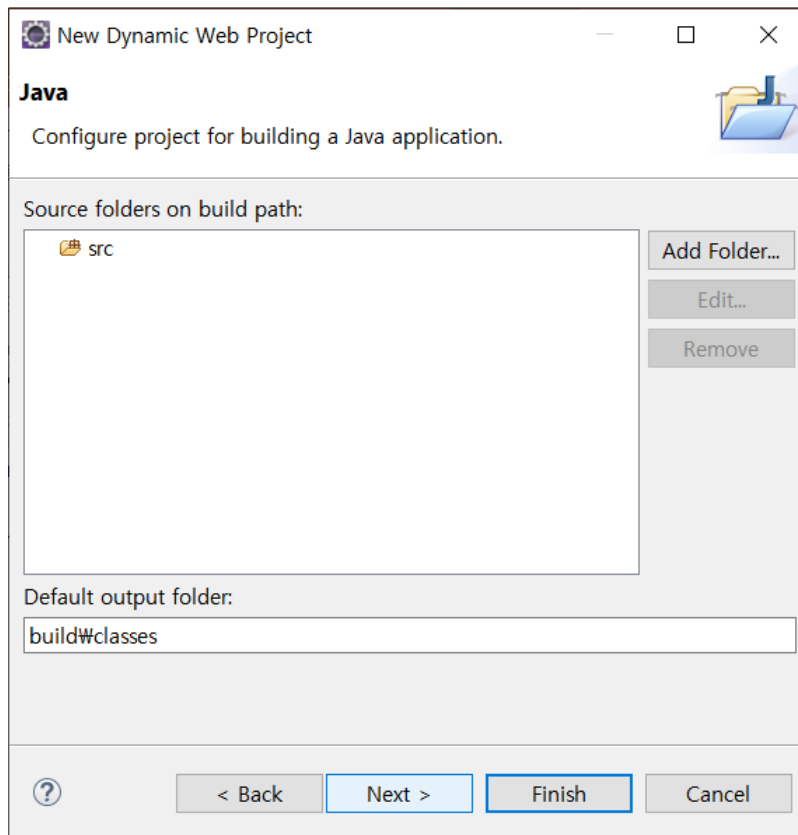 New Dynamic Web Project
Java
Configure project for building a Java application.
Source folders on build path:
src
Add Folder...
Edit...
Remove
Default output folder:
build₩classes
?
< Back
Next >
Finish
Cancel